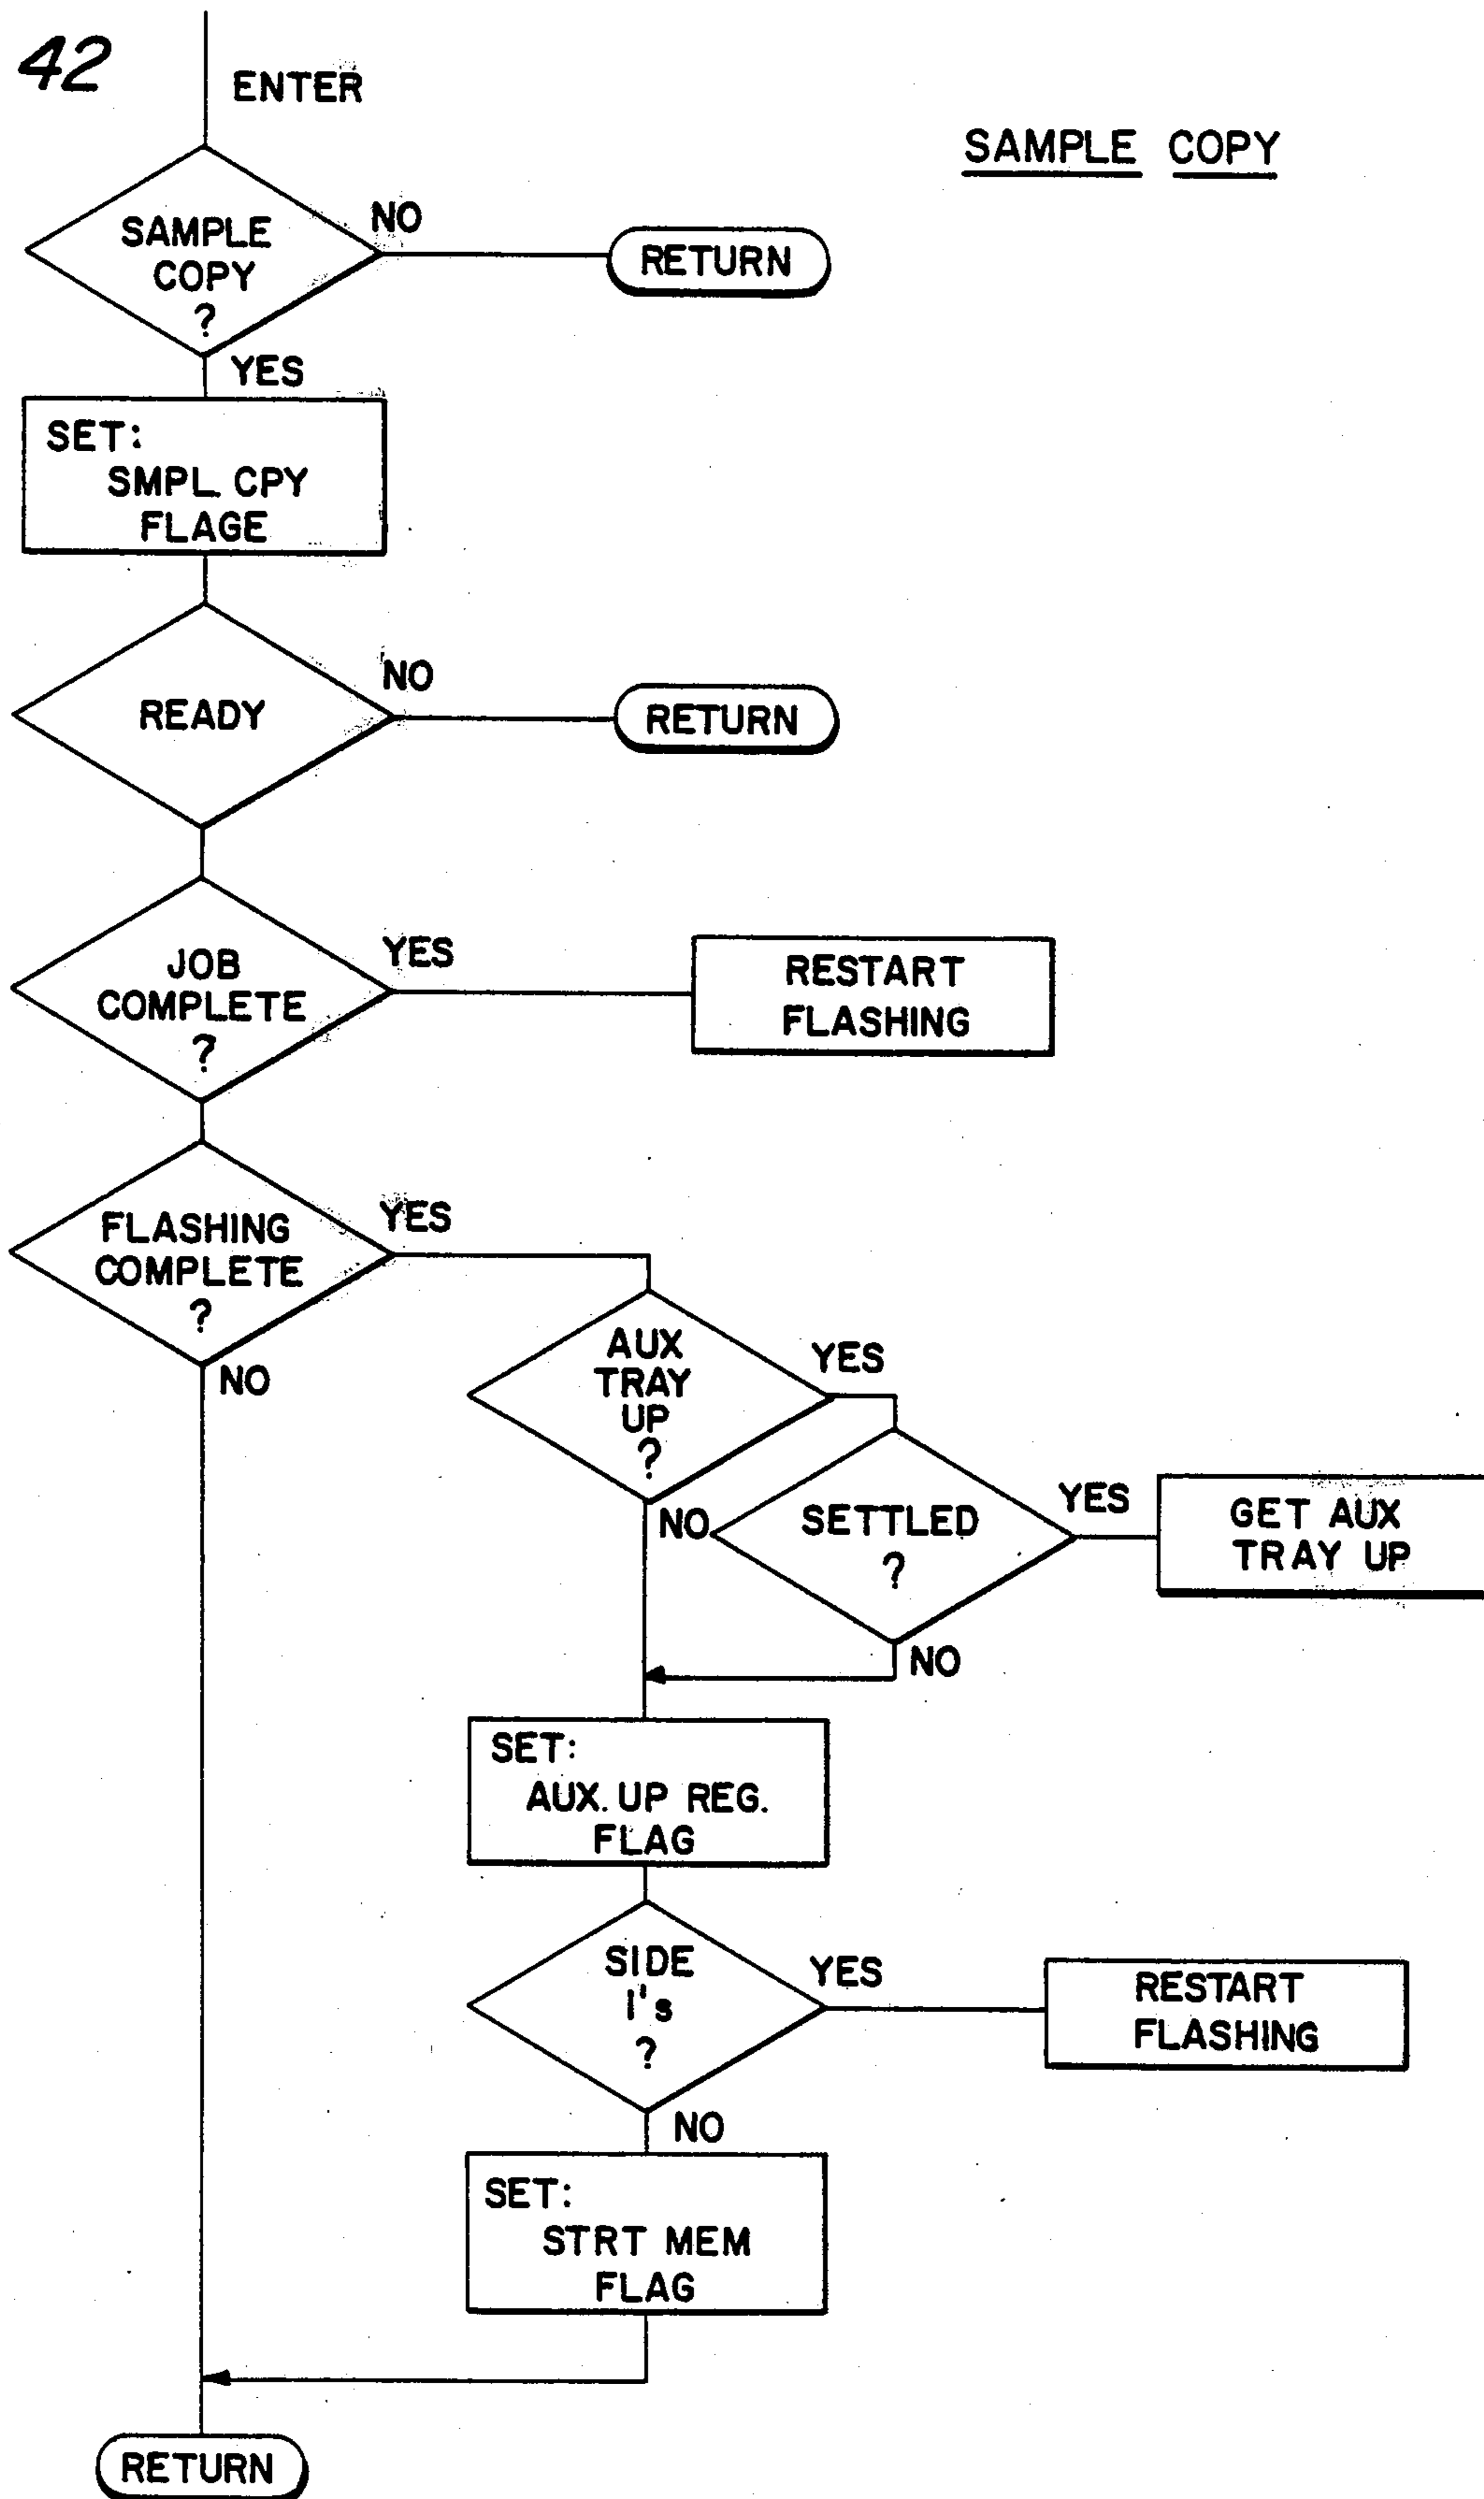 42
ENTER
SAMPLE COPY
SAMPLE
COPY
?
NO
RETURN
YES
SET:
SMPL CPY
FLAGE
READY
NO
RETURN
JOB
COMPLETE
?
YES
RESTART
FLASHING
FLASHING
COMPLETE
?
YES
NO
AUX
TRAY
UP
?
YES
NO
SETTLED
?
YES
GET AUX
TRAY UP
NO
SET:
AUX. UP REG.
FLAG
SIDE
1's
?
YES
RESTART
FLASHING
NO
SET:
STRT MEM
FLAG
RETURN